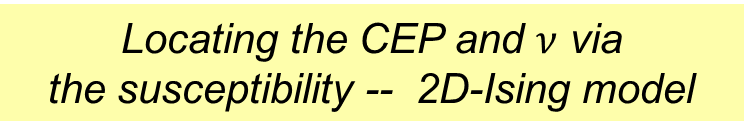 Locating the CEP and ν via
the susceptibility -- 2D-Ising model